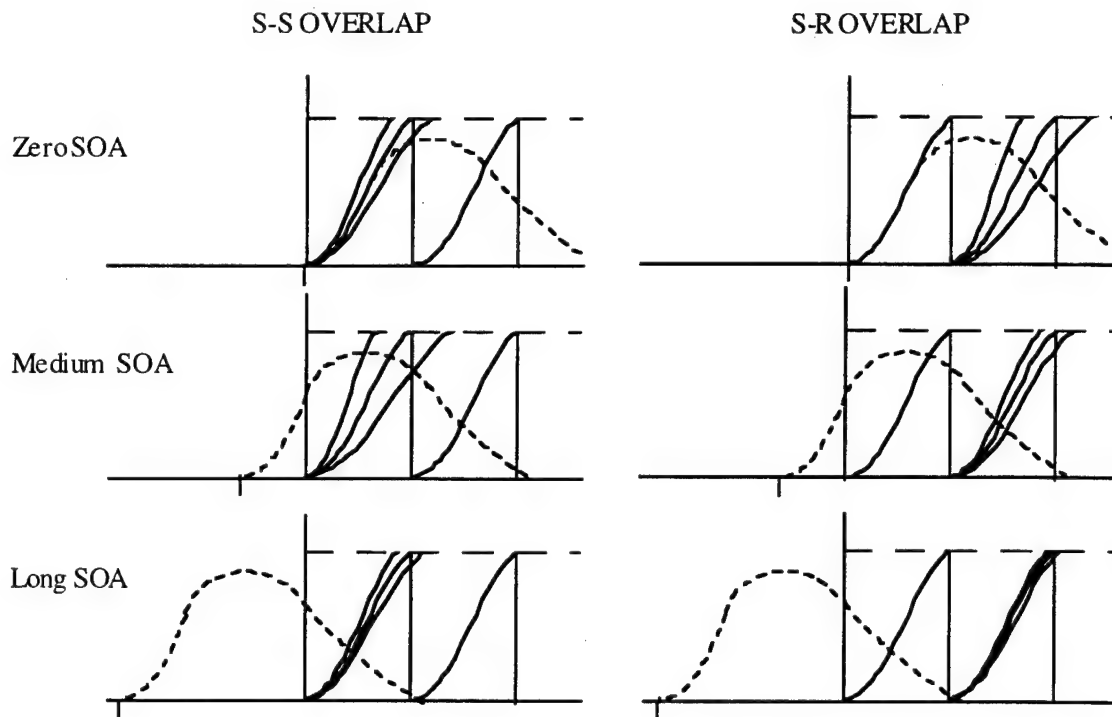 S-S OVERLAP
S-R OVERLAP
Zero SOA
Medium SOA
Long SOA